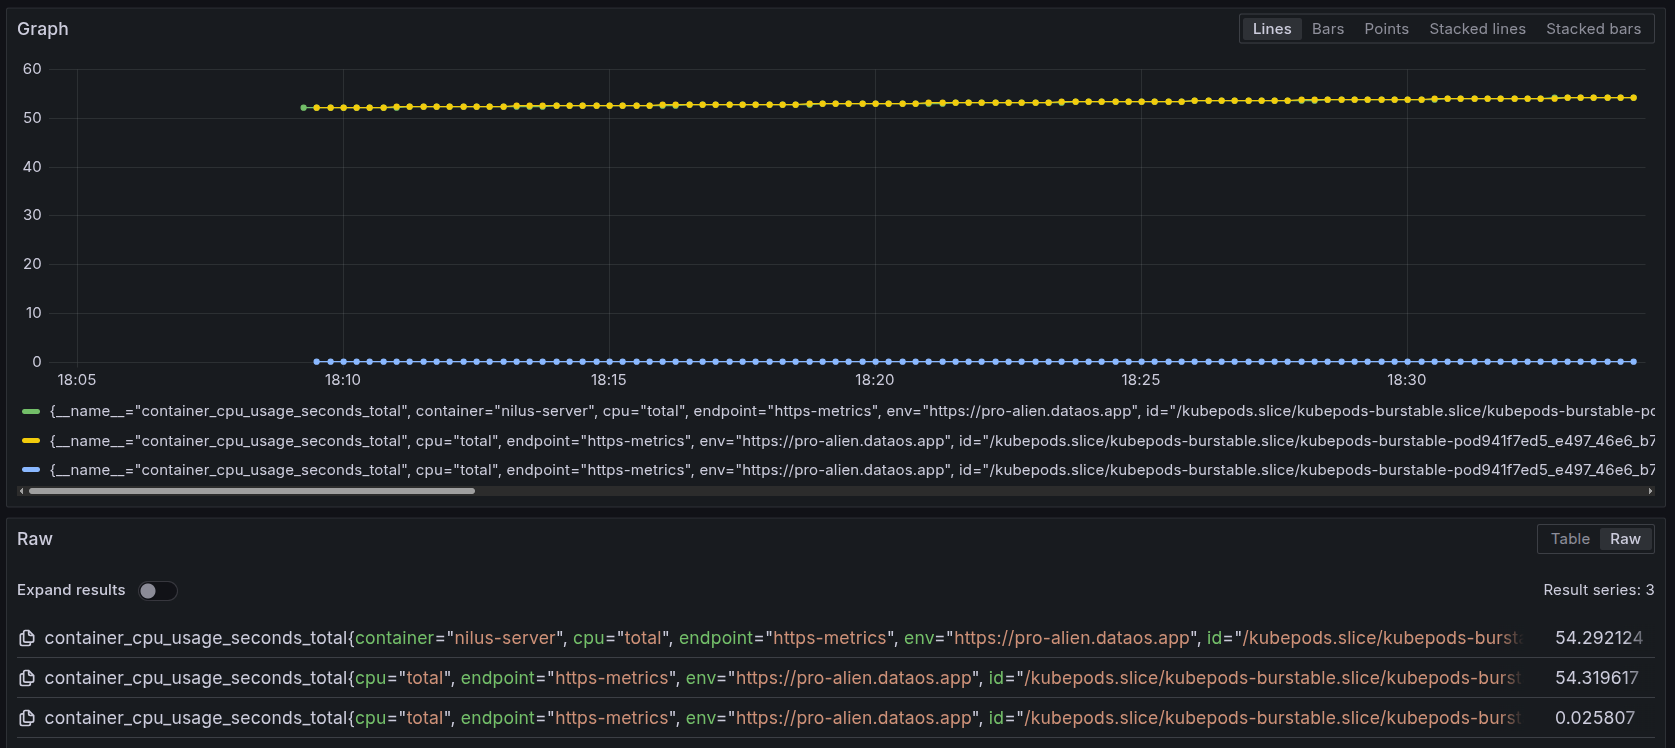 Graph
Lines Bars Points Stacked lines Stacked bars
60
50
40
30
20
10
0
18:05 18:10 18:15 18:20 18:25 18:30
{__name__="container_cpu_usage_seconds_total", container="nilus-server", cpu="total", endpoint="https-metrics", env="https://pro-alien.dataos.app", id="/kubepods.slice/kubepods-burstable.slice/kubepods-burstable-po
{__name__="container_cpu_usage_seconds_total", cpu="total", endpoint="https-metrics", env="https://pro-alien.dataos.app", id="/kubepods.slice/kubepods-burstable.slice/kubepods-burstable-pod941f7ed5_e497_46e6_b7
{__name__="container_cpu_usage_seconds_total", cpu="total", endpoint="https-metrics", env="https://pro-alien.dataos.app", id="/kubepods.slice/kubepods-burstable.slice/kubepods-burstable-pod941f7ed5_e497_46e6_b7
Raw
Table Raw
Expand results
Result series: 3
container_cpu_usage_seconds_total{container="nilus-server", cpu="total", endpoint="https-metrics", env="https://pro-alien.dataos.app", id="/kubepods.slice/kubepods-bursta 54.292124
container_cpu_usage_seconds_total{cpu="total", endpoint="https-metrics", env="https://pro-alien.dataos.app", id="/kubepods.slice/kubepods-burstable.slice/kubepods-burst 54.319617
container_cpu_usage_seconds_total{cpu="total", endpoint="https-metrics", env="https://pro-alien.dataos.app", id="/kubepods.slice/kubepods-burstable.slice/kubepods-burst 0.025807